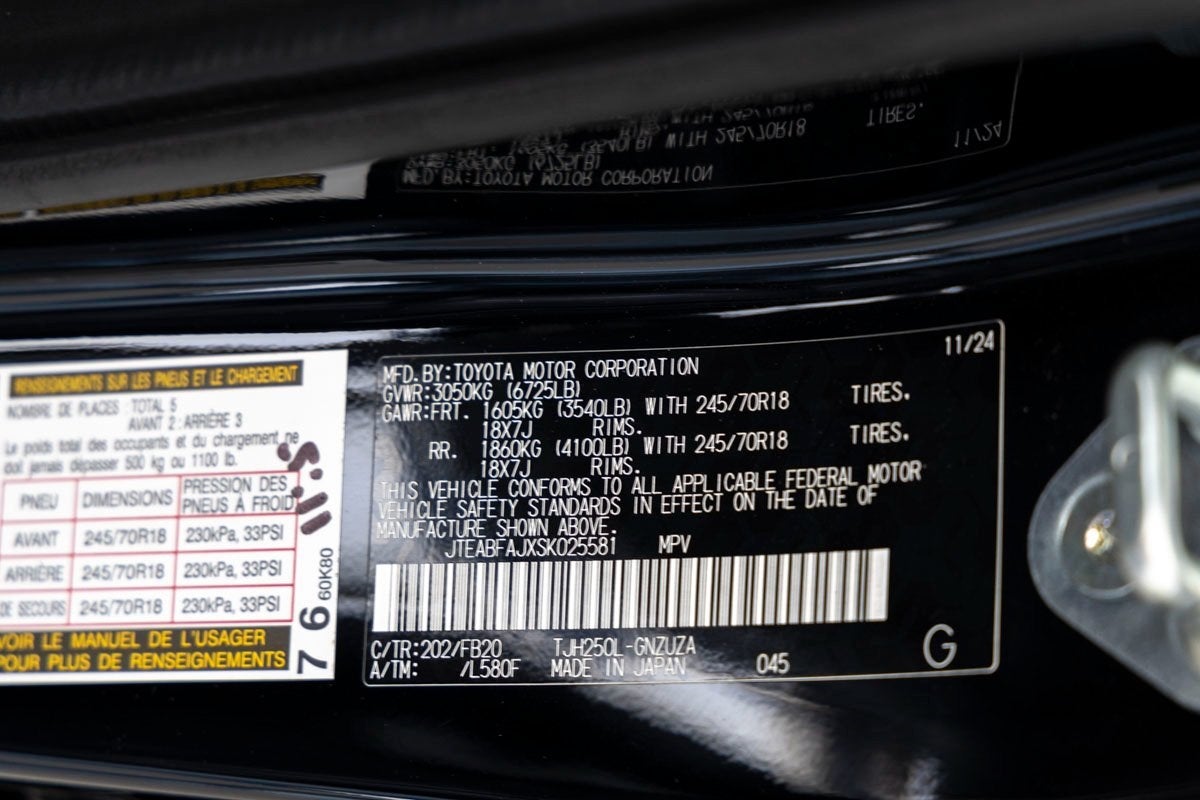 RENSEIGNEMENTS SUR LES PNEUS ET LE CHARGEMENT
NOMBRE DE PLACES : TOTAL 5
AVANT 2 : ARRIÈRE 3
Le poids total des occupants et du chargement ne
doit jamais dépasser 500 kg ou 1100 lb.
PNEU DIMENSIONS PRESSION DES PNEUS À FROID
AVANT 245/70R18 230kPa, 33PSI
ARRIÈRE 245/70R18 230kPa, 33PSI
DE SECOURS 245/70R18 230kPa, 33PSI
VOIR LE MANUEL DE L'USAGER
POUR PLUS DE RENSEIGNEMENTS
7 6 60K80
11/24
MFD.BY:TOYOTA MOTOR CORPORATION
GVWR:3050KG (6725LB)
GAWR:FRT. 1605KG (3540LB) WITH 245/70R18 TIRES.
18X7J RIMS.
RR. 1860KG (4100LB) WITH 245/70R18 TIRES.
18X7J RIMS.
THIS VEHICLE CONFORMS TO ALL APPLICABLE FEDERAL MOTOR
VEHICLE SAFETY STANDARDS IN EFFECT ON THE DATE OF
MANUFACTURE SHOWN ABOVE.
JTEABFAJXSK025581 MPV
C/TR:202/FB20 TJH250L-GNZUZA
A/TM: /L580F MADE IN JAPAN 045
G